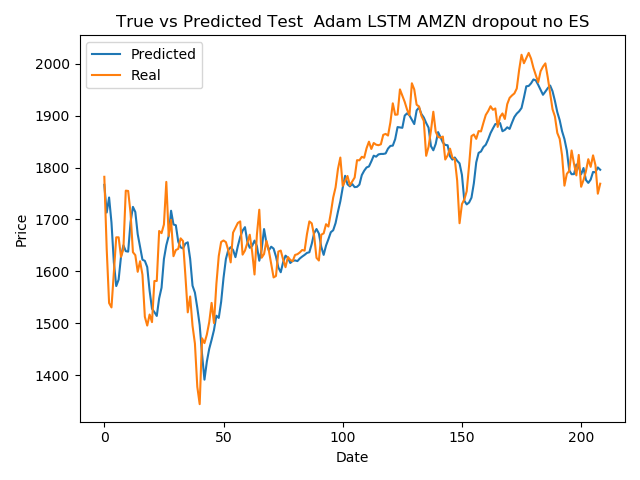 True vs Predicted Test  Adam LSTM AMZN dropout no ES
Predicted
Real
Price
2000
1900
1800
1700
1600
1500
1400
0 50 100 150 200
Date